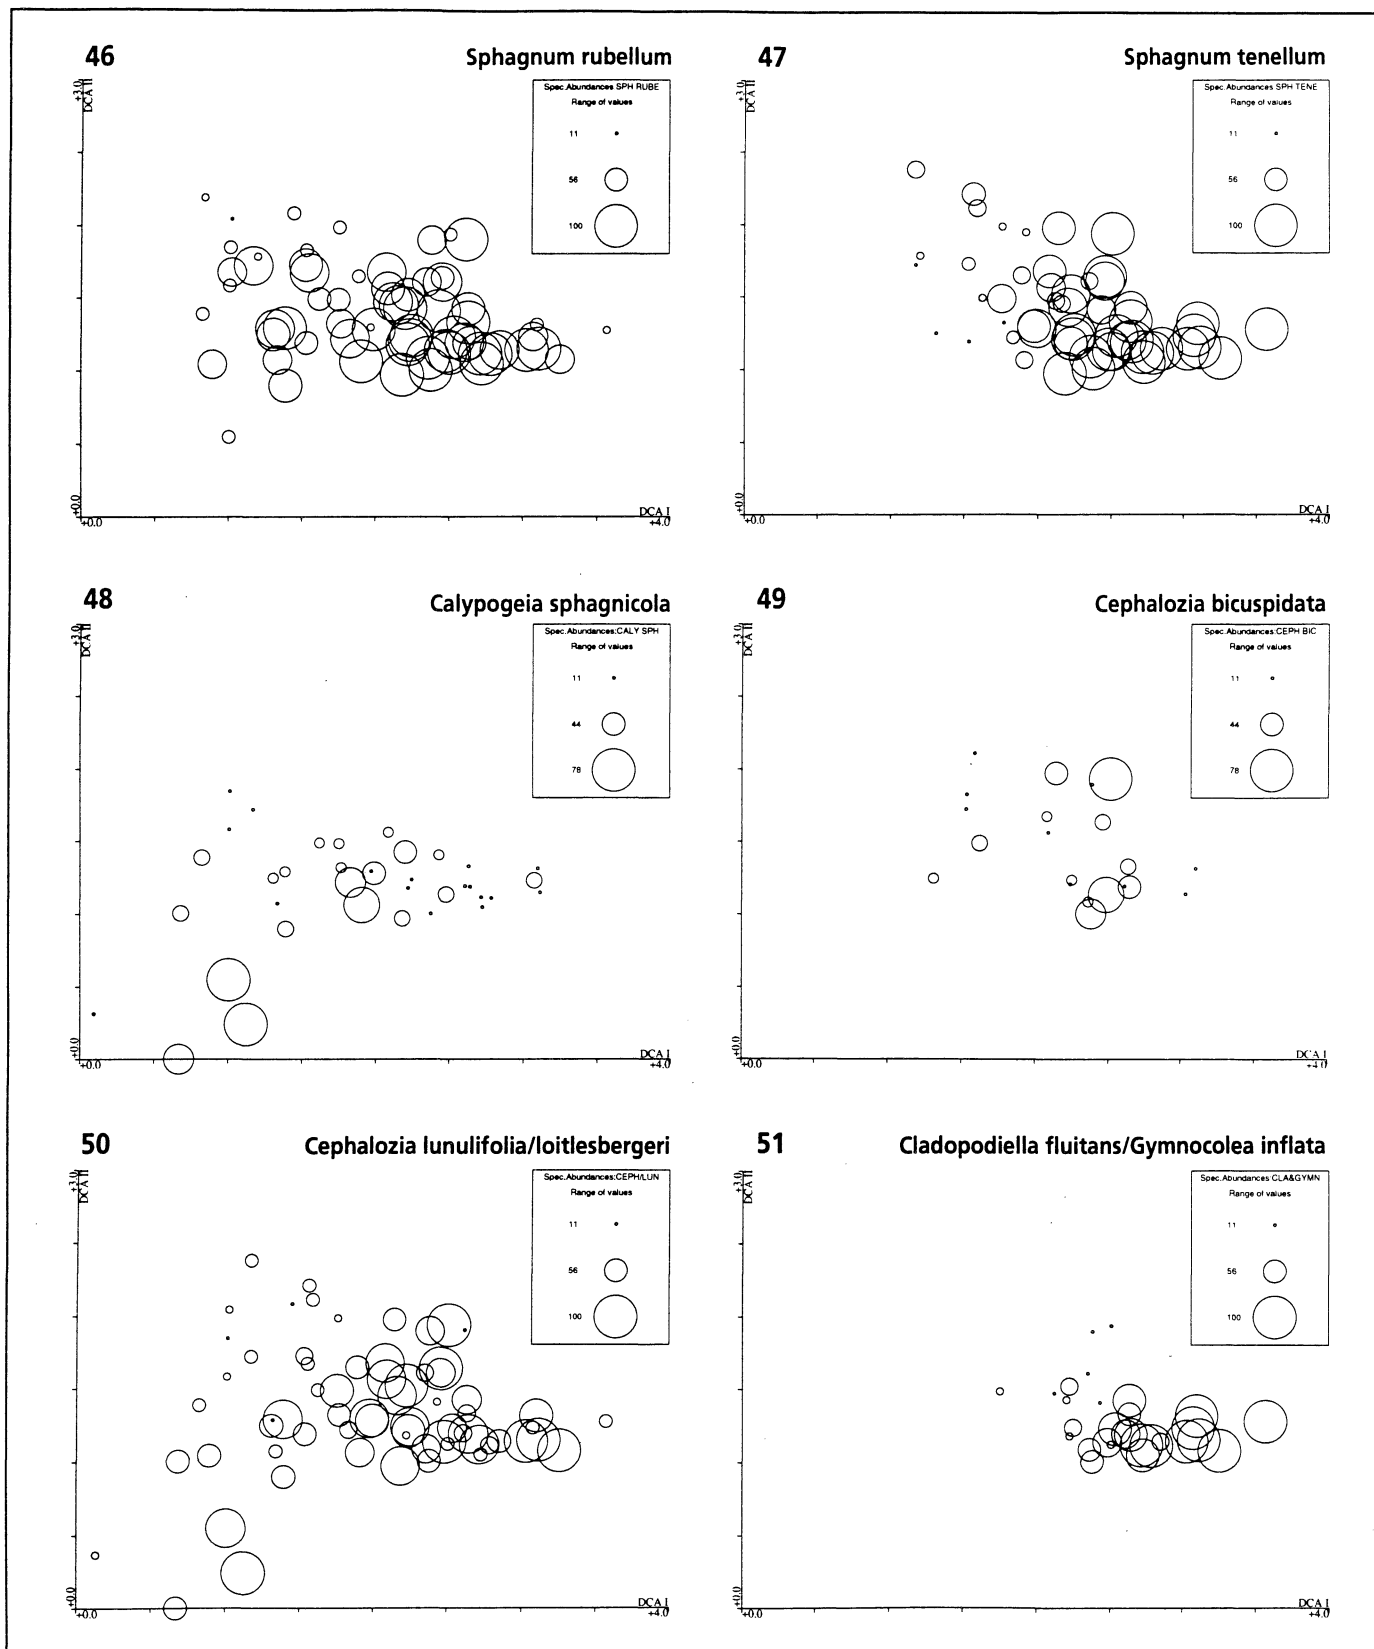 46
Sphagnum rubellum
+3.0
DCA II
Spec.Abundances SPH RUBE
Range of values
11
56
100
+0.0
+0.0
DCA I
+4.0
47
Sphagnum tenellum
+3.0
DCA II
Spec.Abundances SPH TENE
Range of values
11
56
100
+0.0
+0.0
DCA I
+4.0
48
Calypogeia sphagnicola
+3.0
DCA II
Spec.Abundances:CALY SPH
Range of values
11
44
78
+0.0
+0.0
DCA I
+4.0
49
Cephalozia bicuspidata
+3.0
DCA II
Spec.Abundances:CEPH BIC
Range of values
11
44
78
+0.0
+0.0
DCA I
+4.0
50
Cephalozia lunulifolia/loitlesbergeri
+3.0
DCA II
Spec.Abundances:CEPH/LUN
Range of values
11
56
100
+0.0
+0.0
DCA I
+4.0
51
Cladopodiella fluitans/Gymnocolea inflata
+3.0
DCA II
Spec.Abundances:CLA&GYMN
Range of values
11
56
100
+0.0
+0.0
DCA I
+4.0